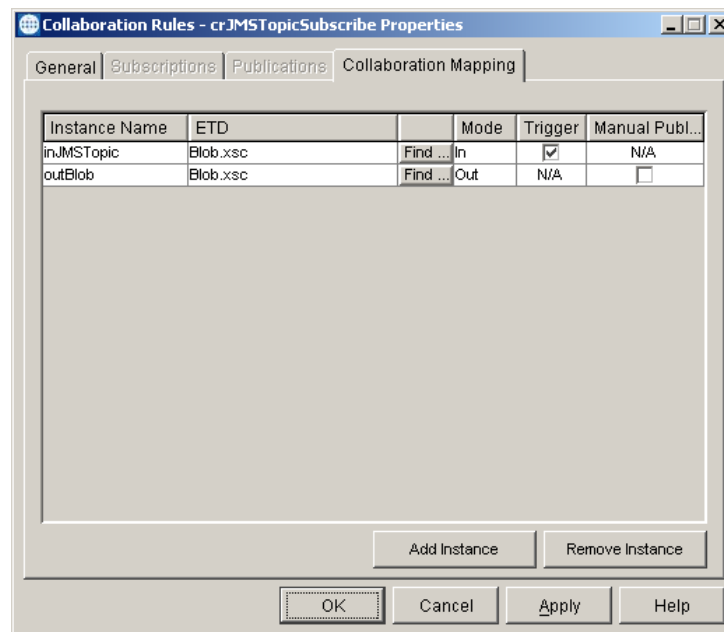 Collaboration Rules - crJMSTopicSubscribe Properties
General Subscriptions Publications Collaboration Mapping
Instance Name ETD Mode Trigger Manual Publ...
inJMSTopic Blob.xsc Find ... In N/A
outBlob Blob.xsc Find ... Out N/A
Add Instance Remove Instance
OK Cancel Apply Help